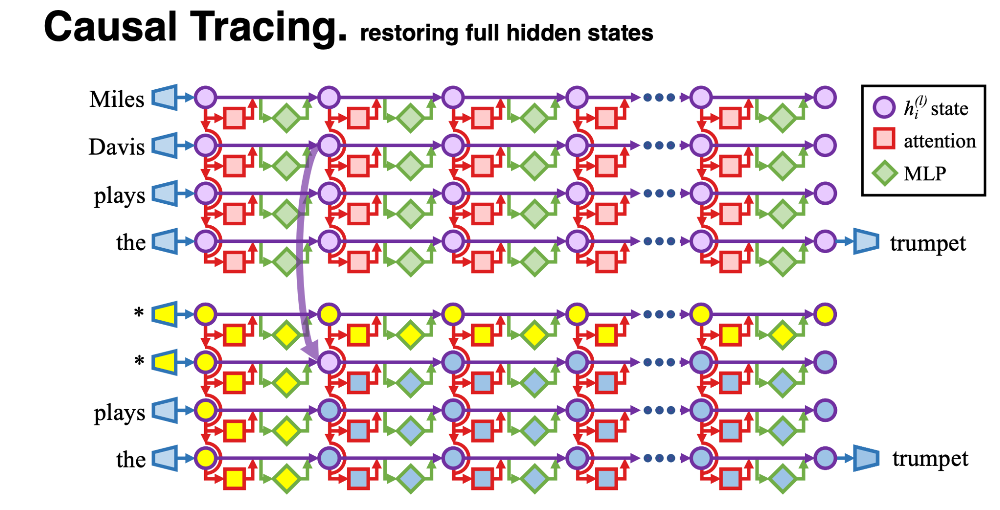 Causal Tracing. restoring full hidden states
Miles
Davis
plays
the
trumpet
h_i^(l) state
attention
MLP
*
*
plays
the
trumpet